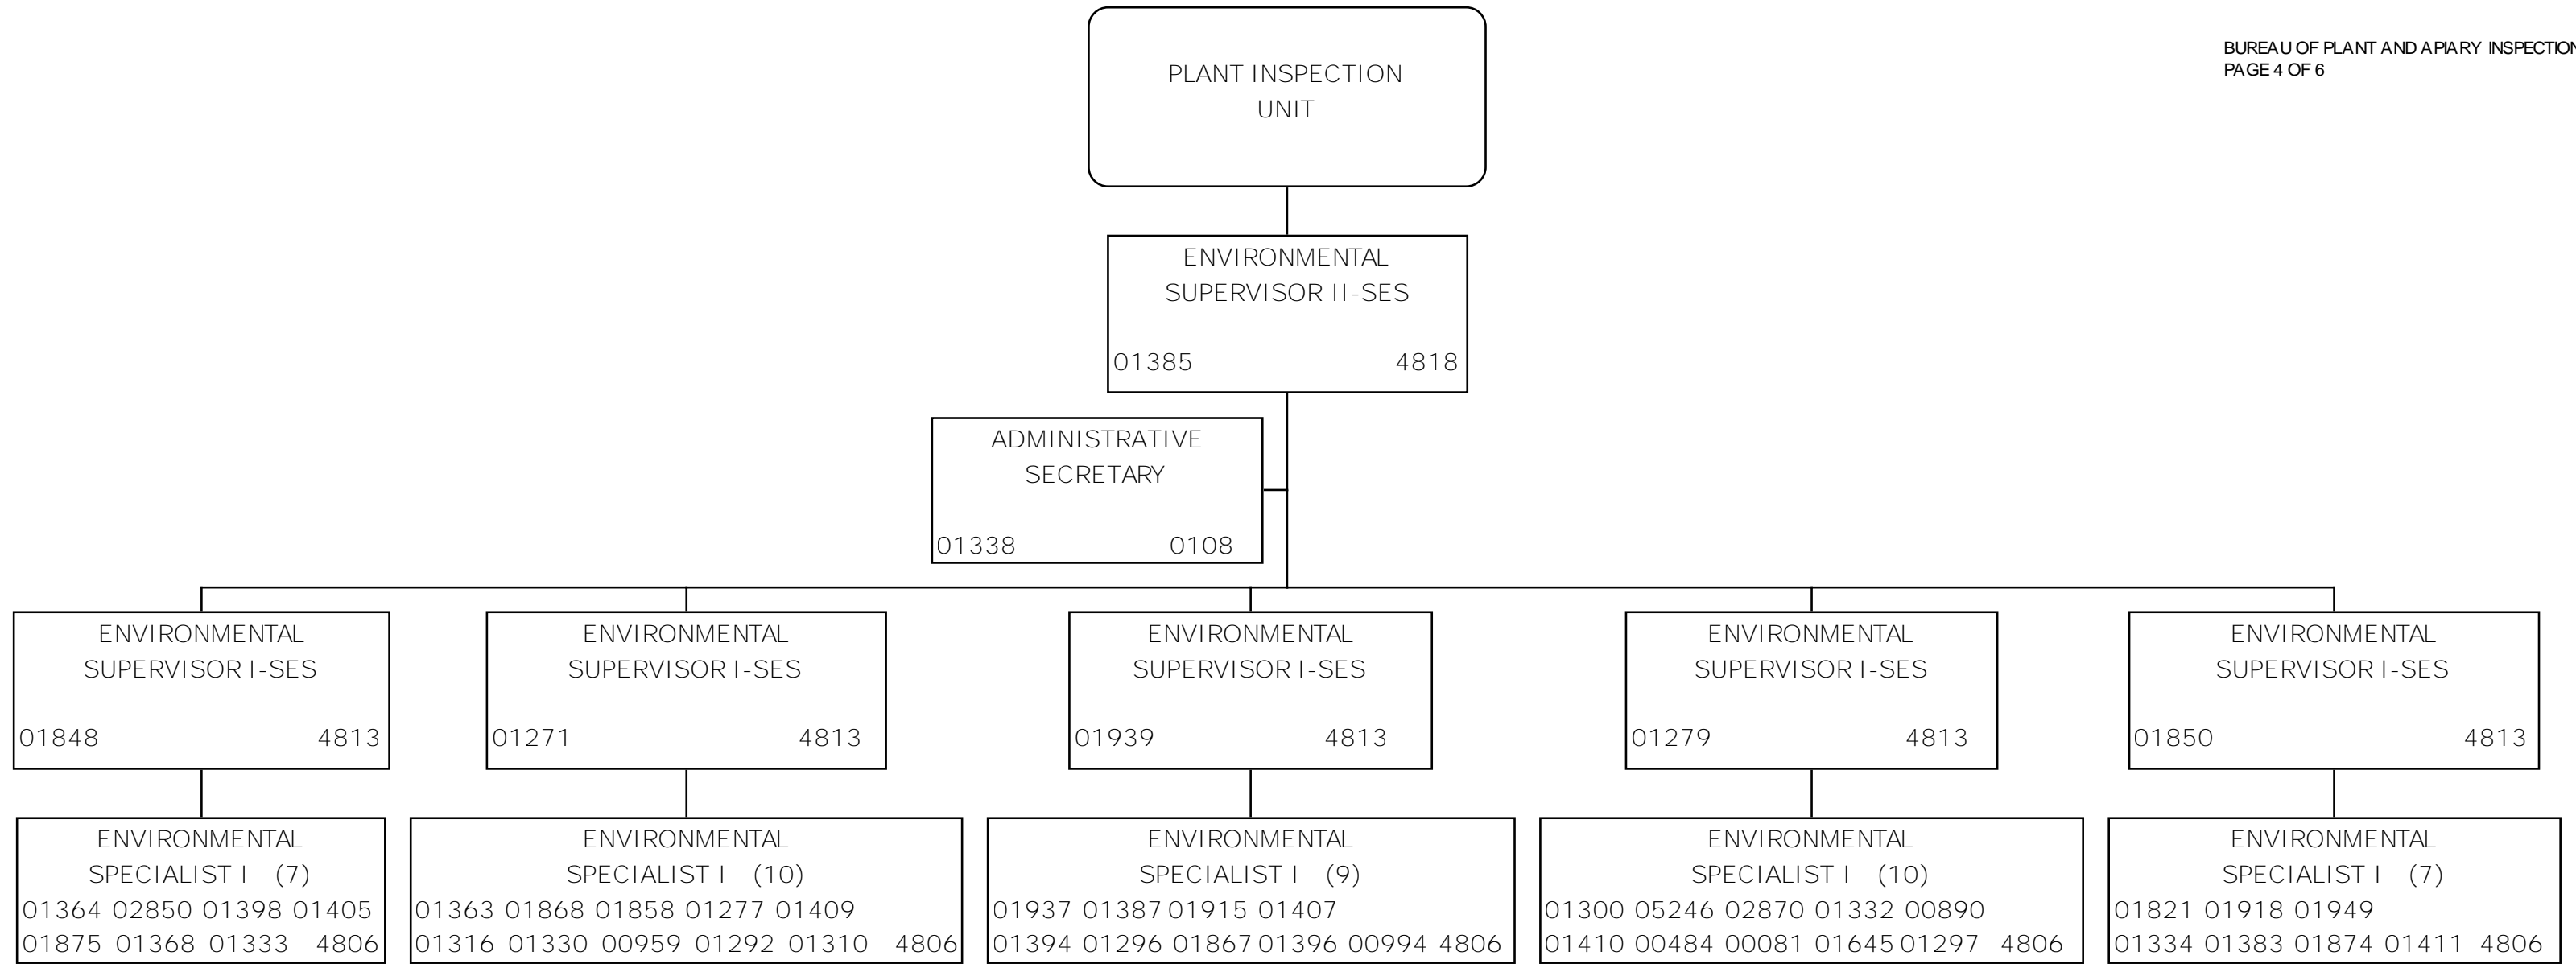 BUREAU OF PLANT AND APIARY INSPECTION
PAGE 4 OF 6
PLANT INSPECTION
UNIT
ENVIRONMENTAL
SUPERVISOR II-SES
01385 4818
ADMINISTRATIVE
SECRETARY
01338 0108
ENVIRONMENTAL
SUPERVISOR I-SES
01848 4813
ENVIRONMENTAL
SUPERVISOR I-SES
01271 4813
ENVIRONMENTAL
SUPERVISOR I-SES
01939 4813
ENVIRONMENTAL
SUPERVISOR I-SES
01279 4813
ENVIRONMENTAL
SUPERVISOR I-SES
01850 4813
ENVIRONMENTAL
SPECIALIST I (7)
01364 02850 01398 01405
01875 01368 01333 4806
ENVIRONMENTAL
SPECIALIST I (10)
01363 01868 01858 01277 01409
01316 01330 00959 01292 01310 4806
ENVIRONMENTAL
SPECIALIST I (9)
01937 01387 01915 01407
01394 01296 01867 01396 00994 4806
ENVIRONMENTAL
SPECIALIST I (10)
01300 05246 02870 01332 00890
01410 00484 00081 01645 01297 4806
ENVIRONMENTAL
SPECIALIST I (7)
01821 01918 01949
01334 01383 01874 01411 4806